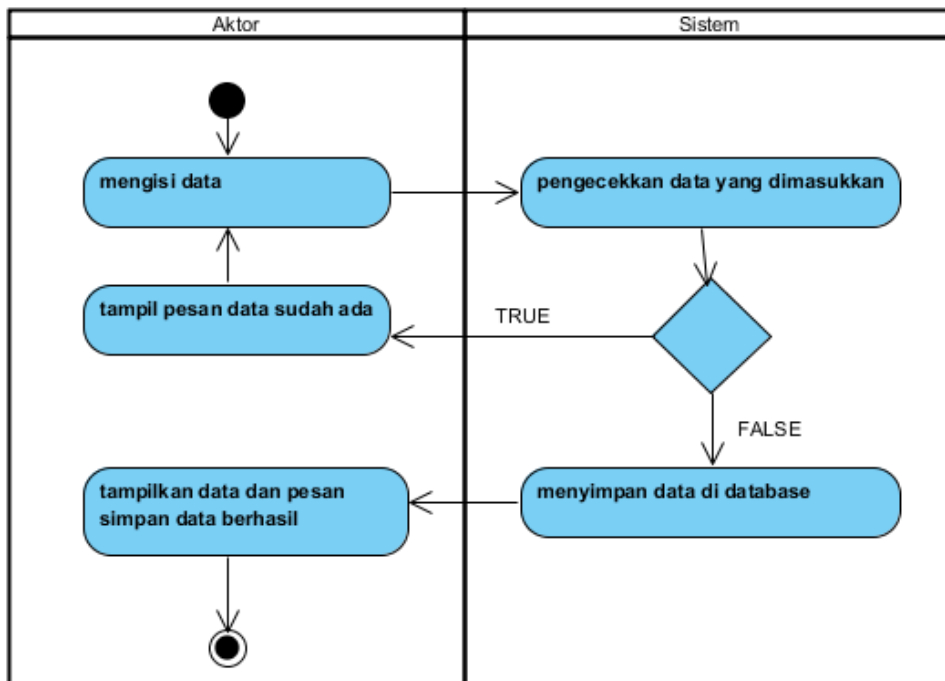 Aktor
Sistem
mengisi data
pengecekkan data yang dimasukkan
tampil pesan data sudah ada
TRUE
FALSE
tampilkan data dan pesan
simpan data berhasil
menyimpan data di database